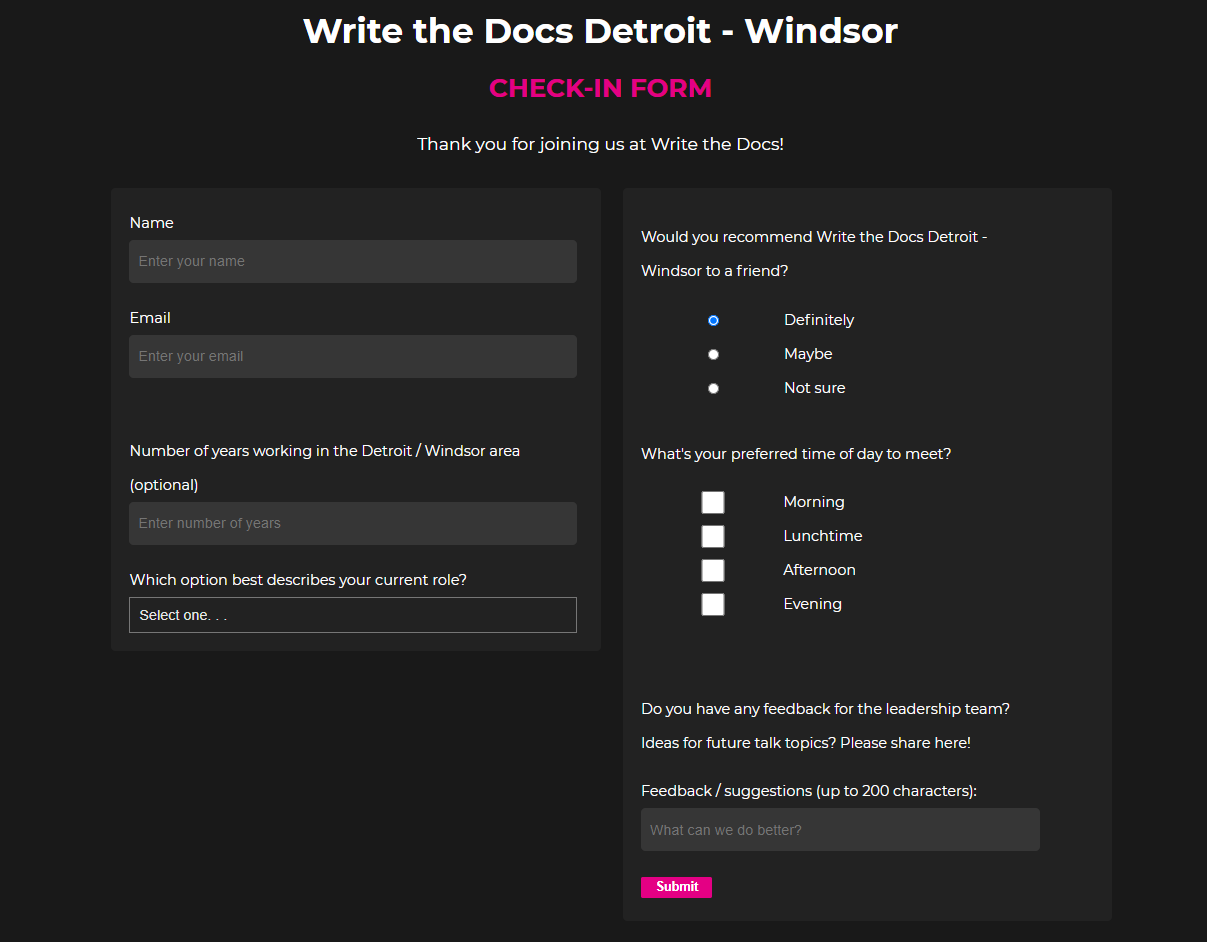 Write the Docs Detroit - Windsor
CHECK-IN FORM
Thank you for joining us at Write the Docs!
Name
Enter your name
Email
Enter your email
Number of years working in the Detroit / Windsor area
(optional)
Enter number of years
Which option best describes your current role?
Select one. . .
Would you recommend Write the Docs Detroit -
Windsor to a friend?
Definitely
Maybe
Not sure
What's your preferred time of day to meet?
Morning
Lunchtime
Afternoon
Evening
Do you have any feedback for the leadership team?
Ideas for future talk topics? Please share here!
Feedback / suggestions (up to 200 characters):
What can we do better?
Submit